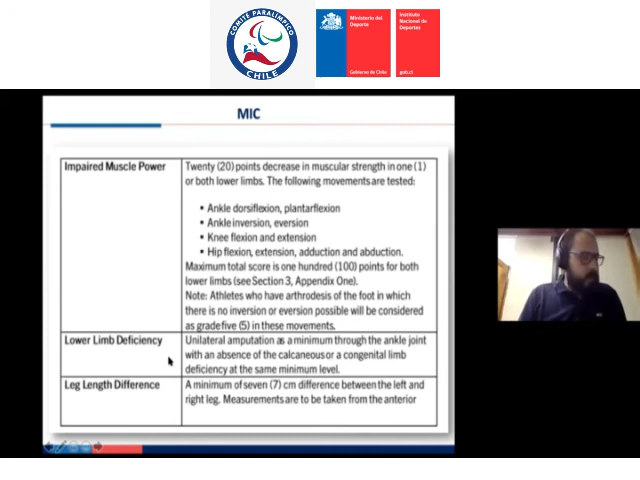 COMITÉ PARALÍMPICO
CHILE
Ministerio del
Deporte
Gobierno de Chile
Instituto
Nacional de
Deportes
gob.cl
MIC
Impaired Muscle Power
Twenty (20) points decrease in muscular strength in one (1)
or both lower limbs. The following movements are tested:
• Ankle dorsiflexion, plantarflexion
• Ankle inversion, eversion
• Knee flexion and extension
• Hip flexion, extension, adduction and abduction.
Maximum total score is one hundred (100) points for both
lower limbs (see Section 3, Appendix One).
Note: Athletes who have arthrodesis of the foot in which
there is no inversion or eversion possible will be considered
as grade five (5) in these movements.
Lower Limb Deficiency
Unilateral amputation as a minimum through the ankle joint
with an absence of the calcaneous or a congenital limb
deficiency at the same minimum level.
Leg Length Difference
A minimum of seven (7) cm difference between the left and
right leg. Measurements are to be taken from the anterior